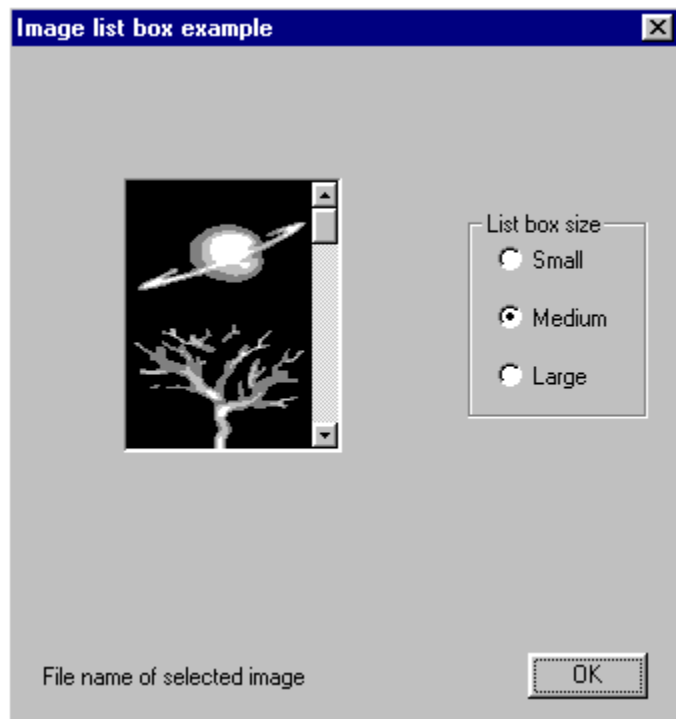 Image list box example
List box size
Small
Medium
Large
File name of selected image
OK